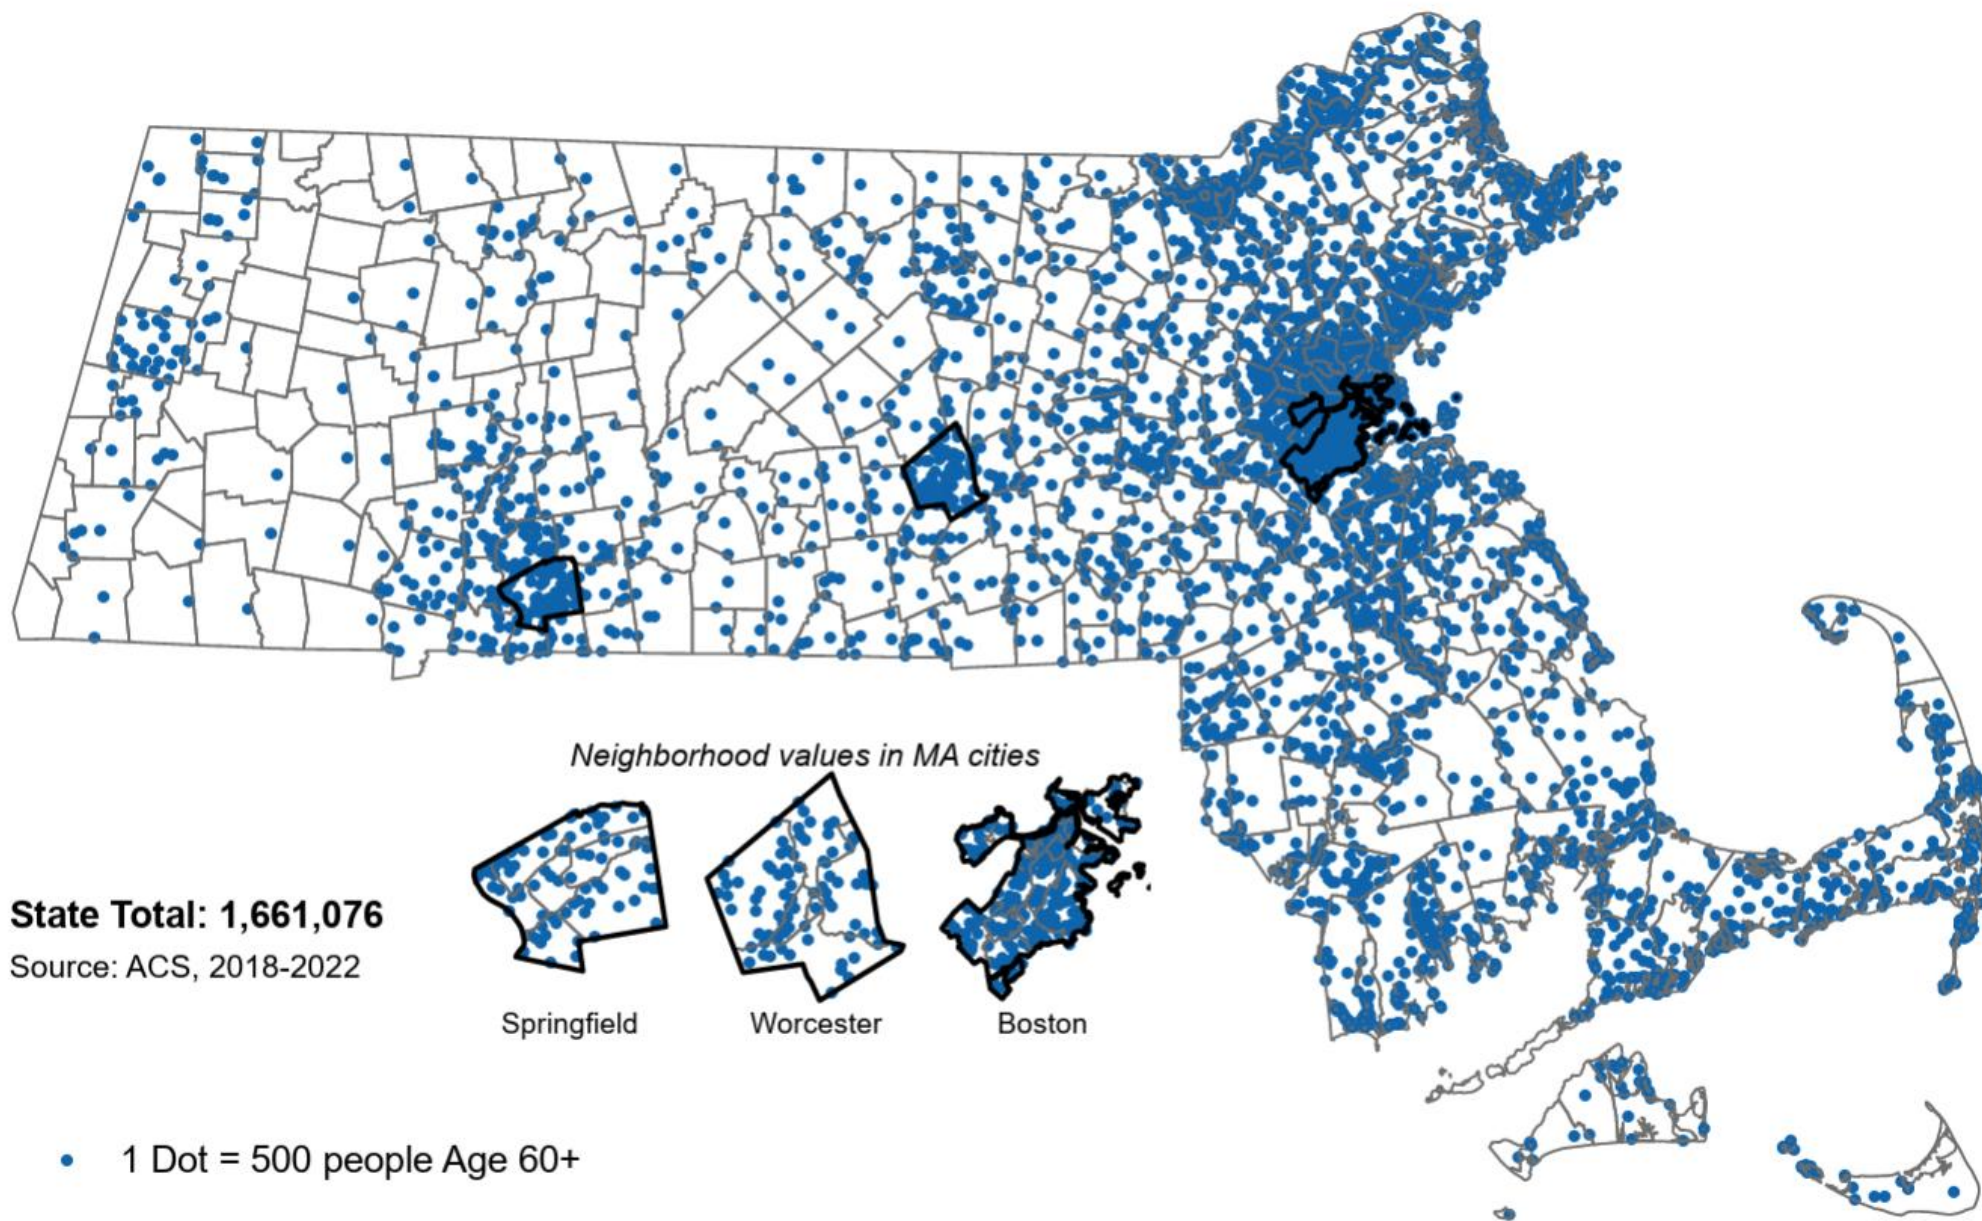 Neighborhood values in MA cities
State Total: 1,661,076
Source: ACS, 2018-2022
Springfield
Worcester
Boston
1 Dot = 500 people Age 60+